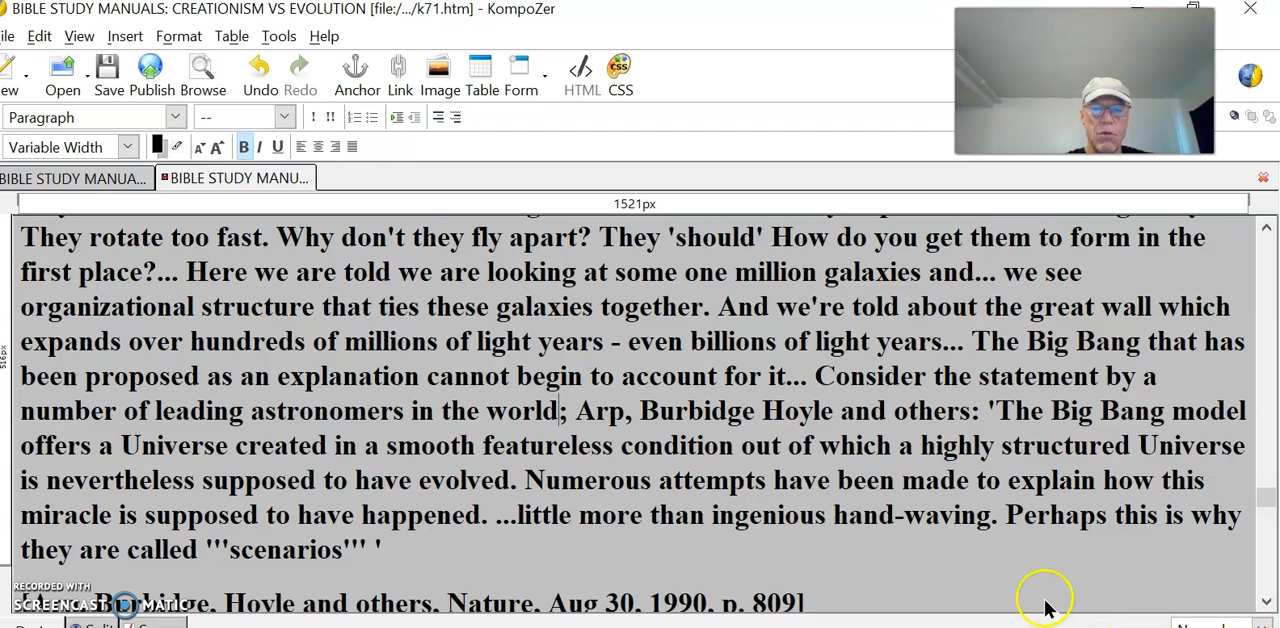 BIBLE STUDY MANUALS: CREATIONISM VS EVOLUTION [file:/.../k71.htm] - KompoZer
ile Edit View Insert Format Table Tools Help
ew Open Save Publish Browse Undo Redo Anchor Link Image Table Form HTML CSS
Paragraph --
Variable Width B I U
BIBLE STUDY MANUA... BIBLE STUDY MANU...
1521px
They rotate too fast. Why don't they fly apart? They 'should' How do you get them to form in the
first place?... Here we are told we are looking at some one million galaxies and... we see
organizational structure that ties these galaxies together. And we're told about the great wall which
expands over hundreds of millions of light years - even billions of light years... The Big Bang that has
been proposed as an explanation cannot begin to account for it... Consider the statement by a
number of leading astronomers in the world; Arp, Burbidge Hoyle and others: 'The Big Bang model
offers a Universe created in a smooth featureless condition out of which a highly structured Universe
is nevertheless supposed to have evolved. Numerous attempts have been made to explain how this
miracle is supposed to have happened. ...little more than ingenious hand-waving. Perhaps this is why
they are called '"scenarios"' '
Burbidge, Hoyle and others, Nature, Aug 30, 1990, p. 809]
RECORDED WITH
SCREENCAST MATIC